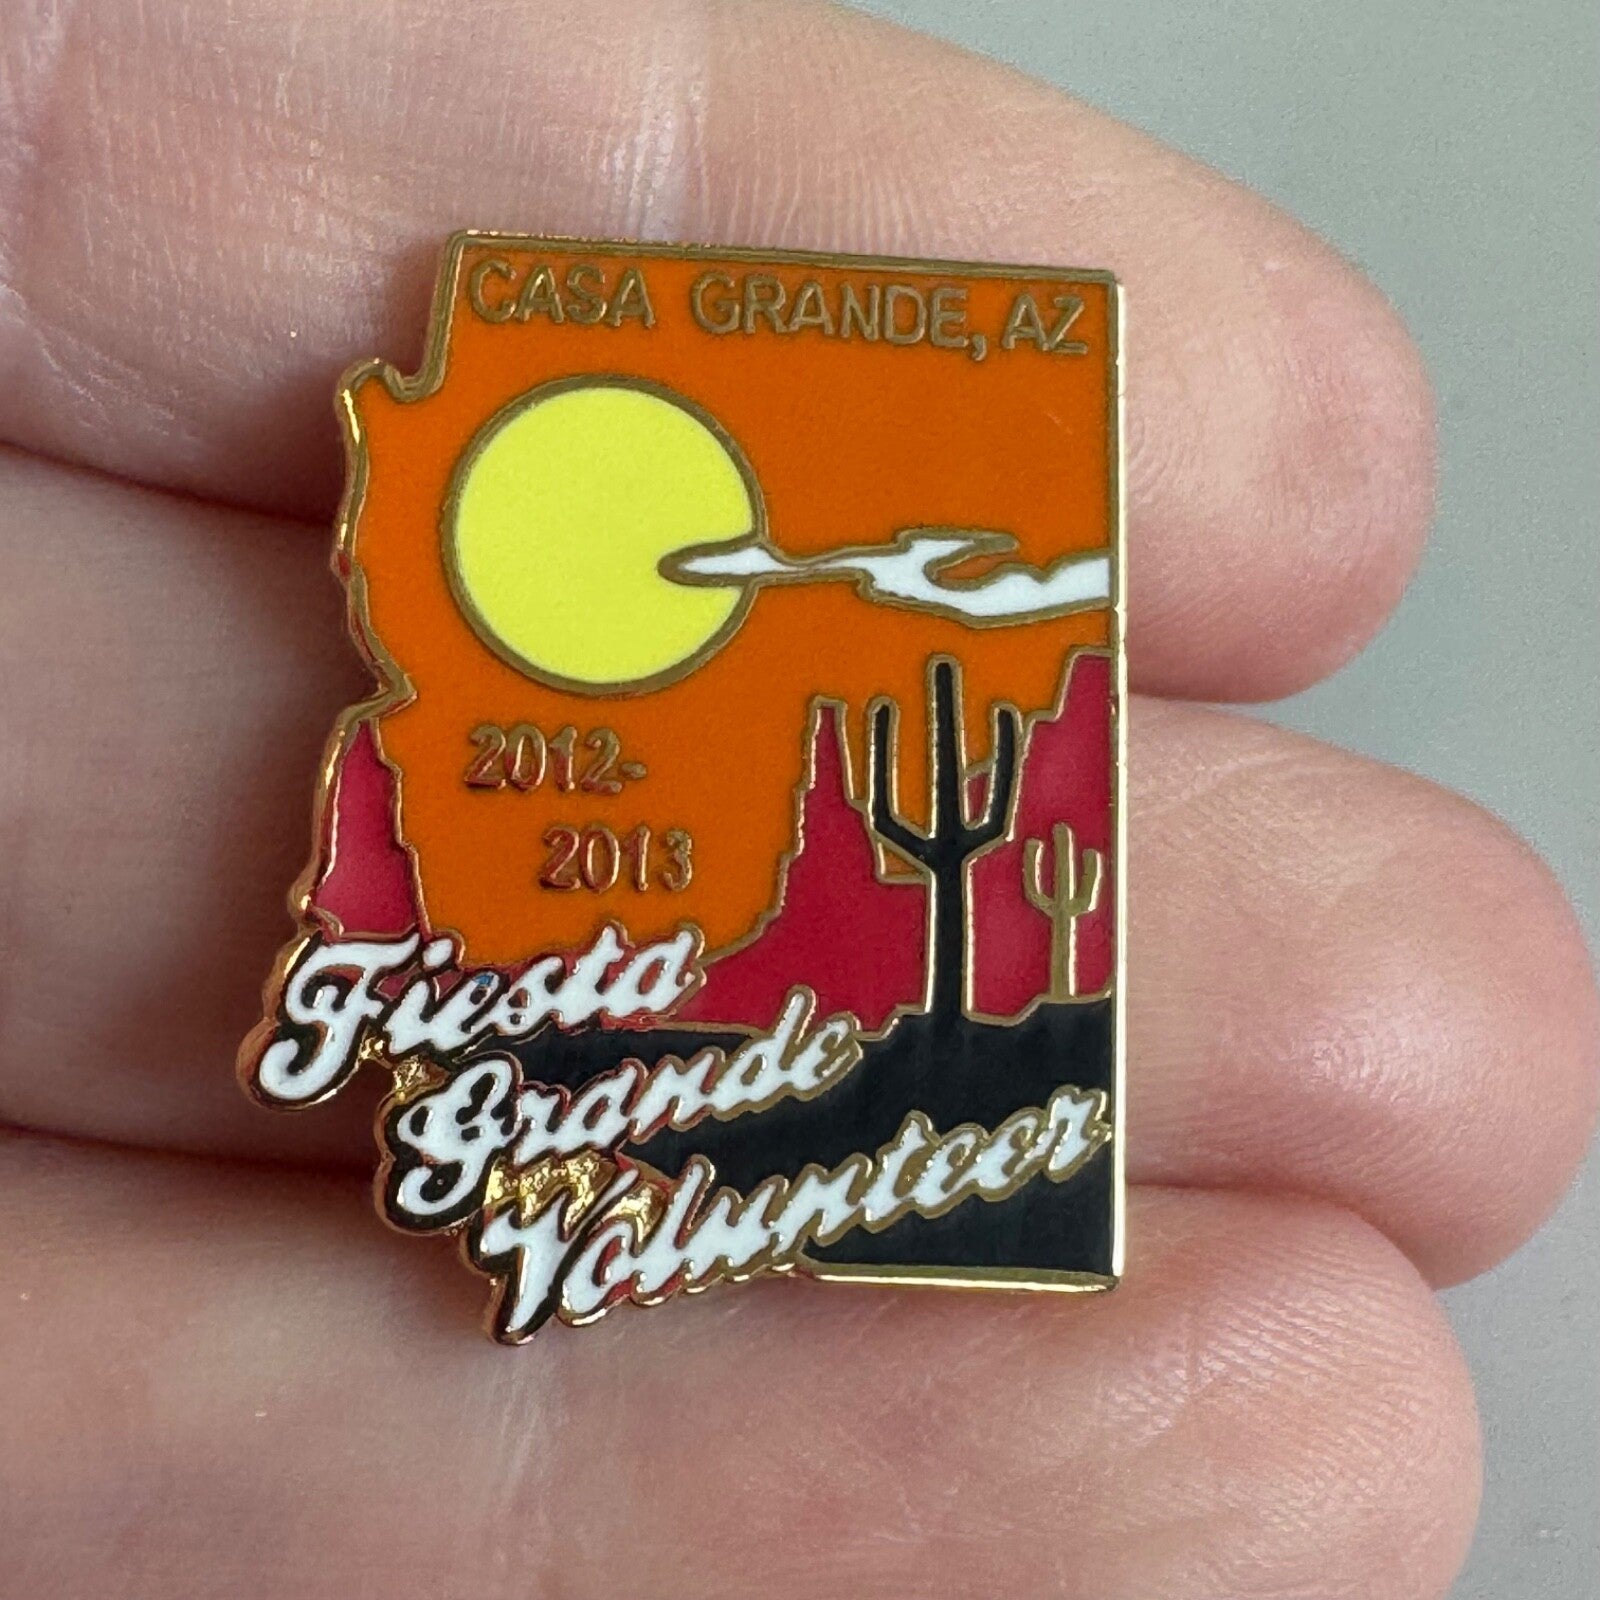 CASA GRANDE, AZ
2012-
2013
Fiesta
Grande
Volunteer